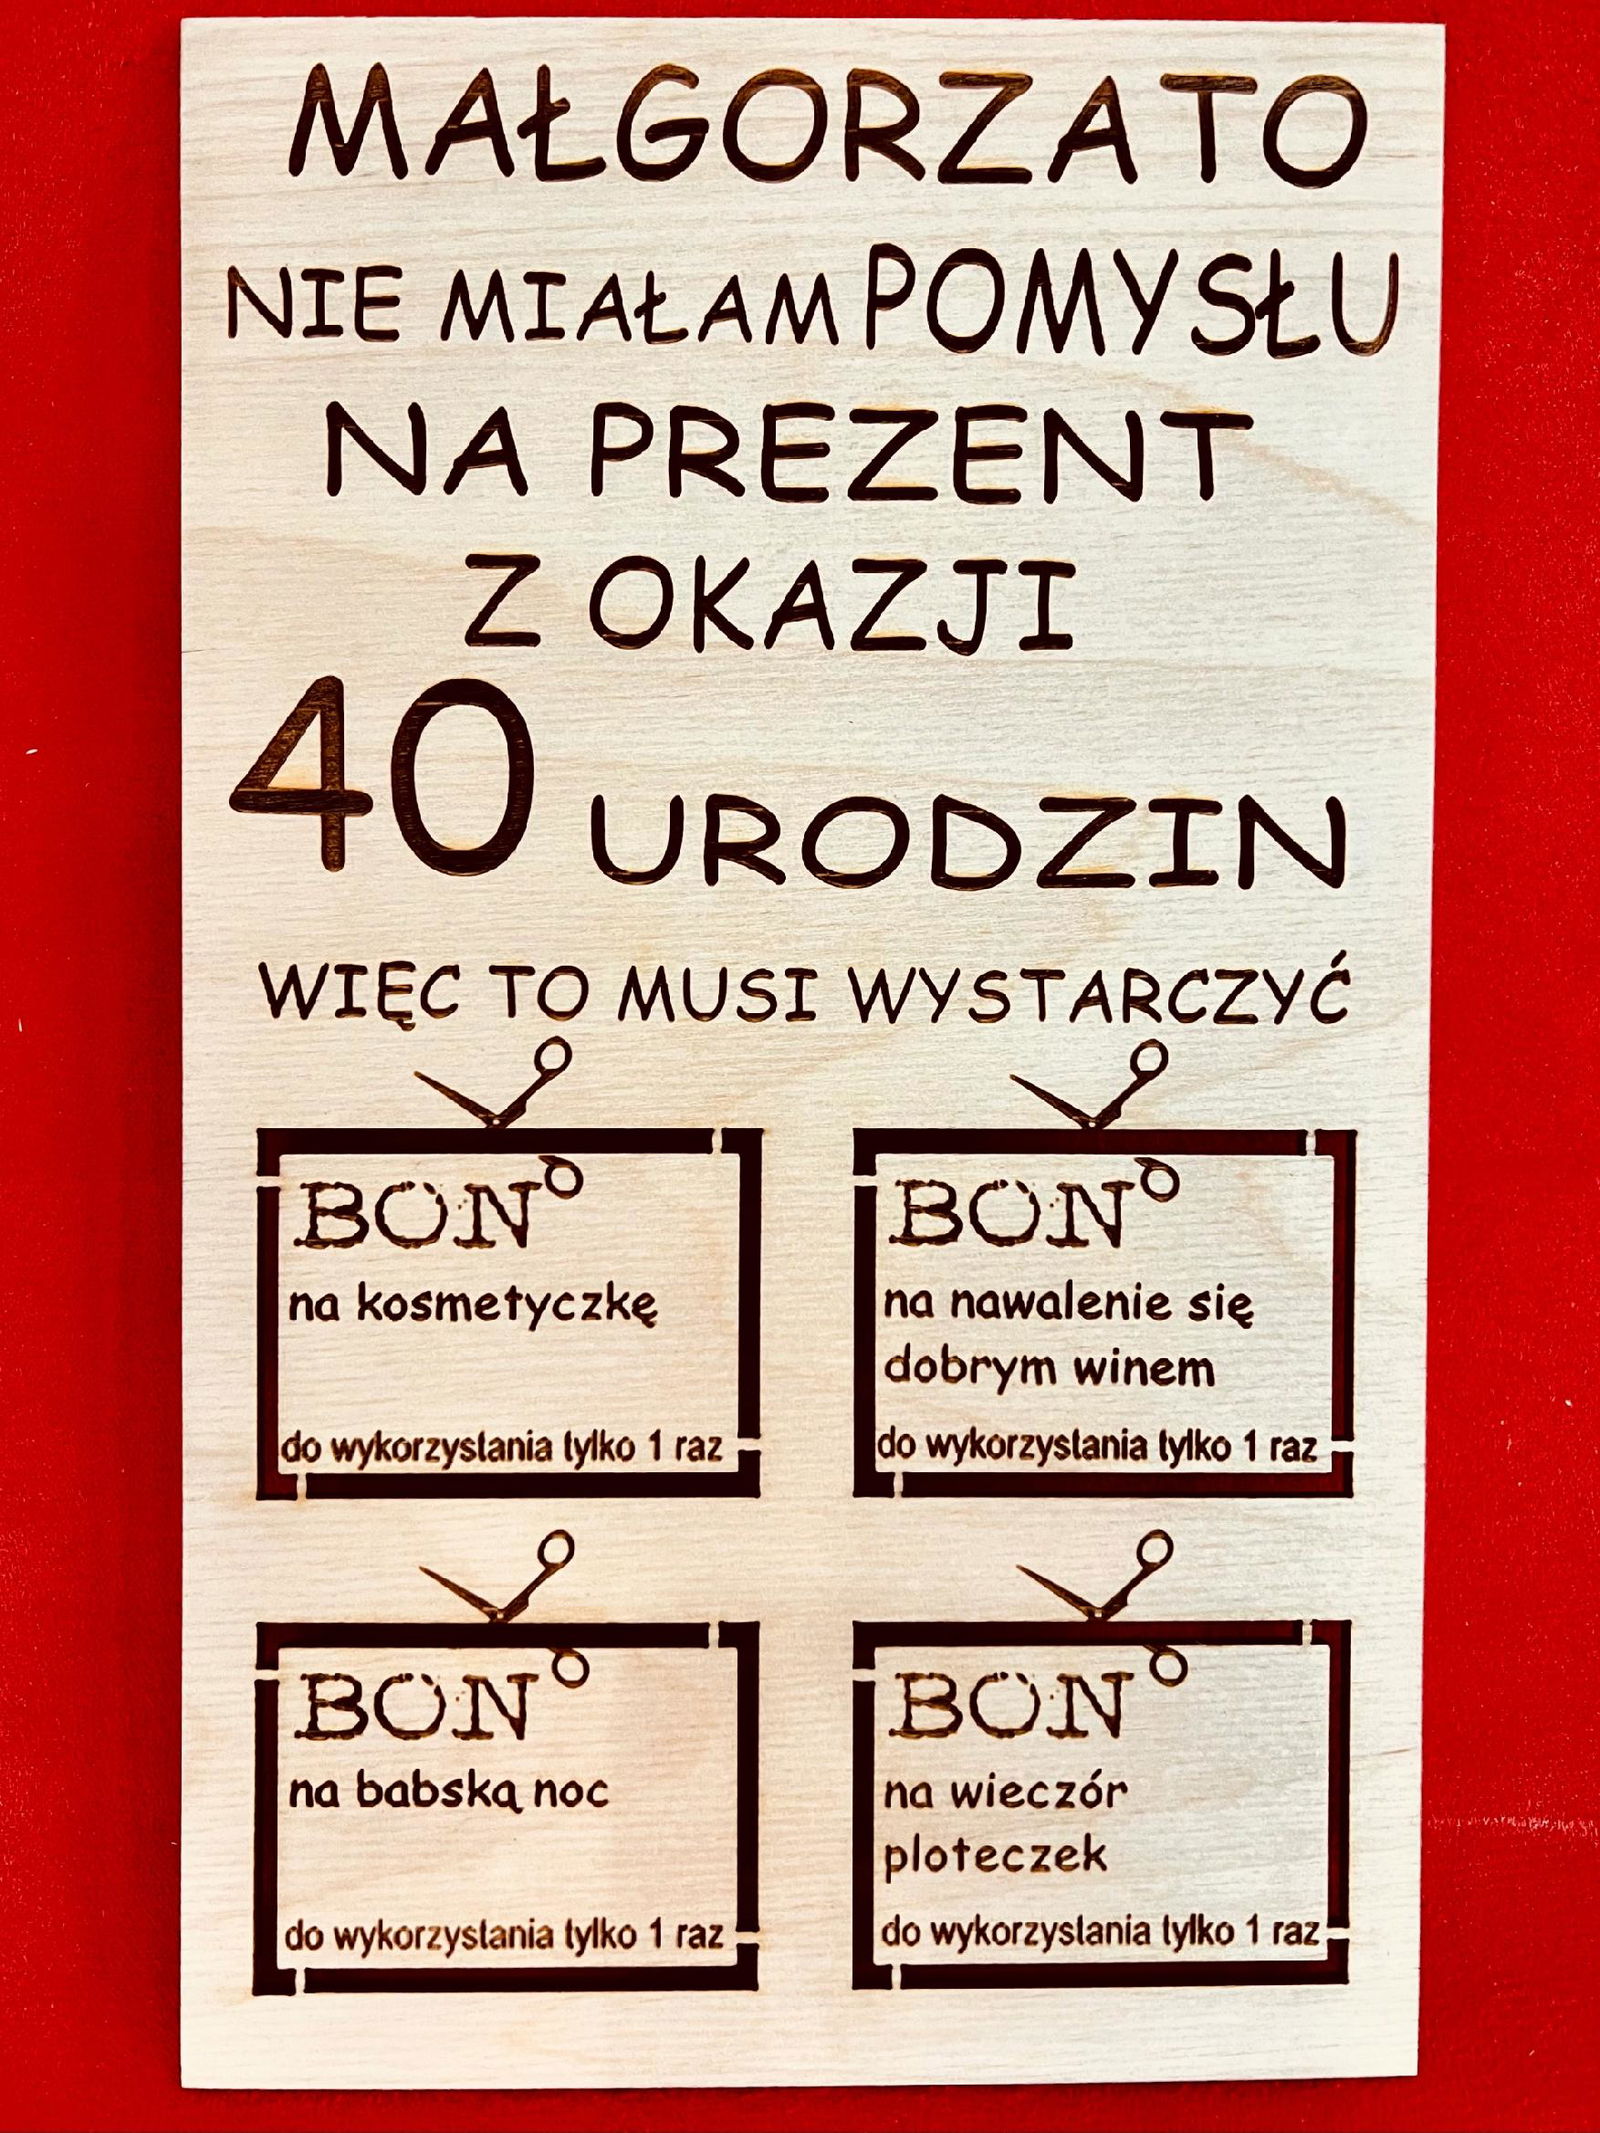 MAŁGORZATO
NIE MIAŁAM POMYSŁU
NA PREZENT
Z OKAZJI
40 URODZIN
WIĘC TO MUSI WYSTARCZYĆ
BON
na kosmetyczkę
do wykorzystania tylko 1 raz
BON
na nawalenie się
dobrym winem
do wykorzystania tylko 1 raz
BON
na babską noc
do wykorzystania tylko 1 raz
BON
na wieczór
ploteczek
do wykorzystania tylko 1 raz